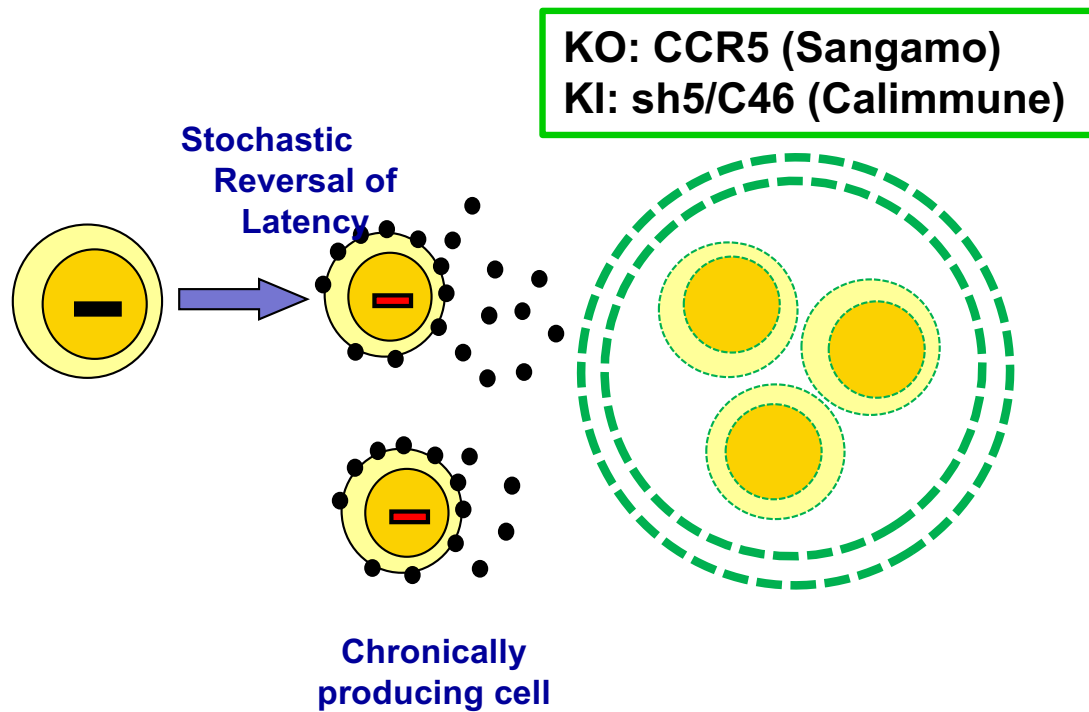 KO: CCR5 (Sangamo)
KI: sh5/C46 (Calimmune)
Stochastic
Reversal of
Latency
Chronically
producing cell